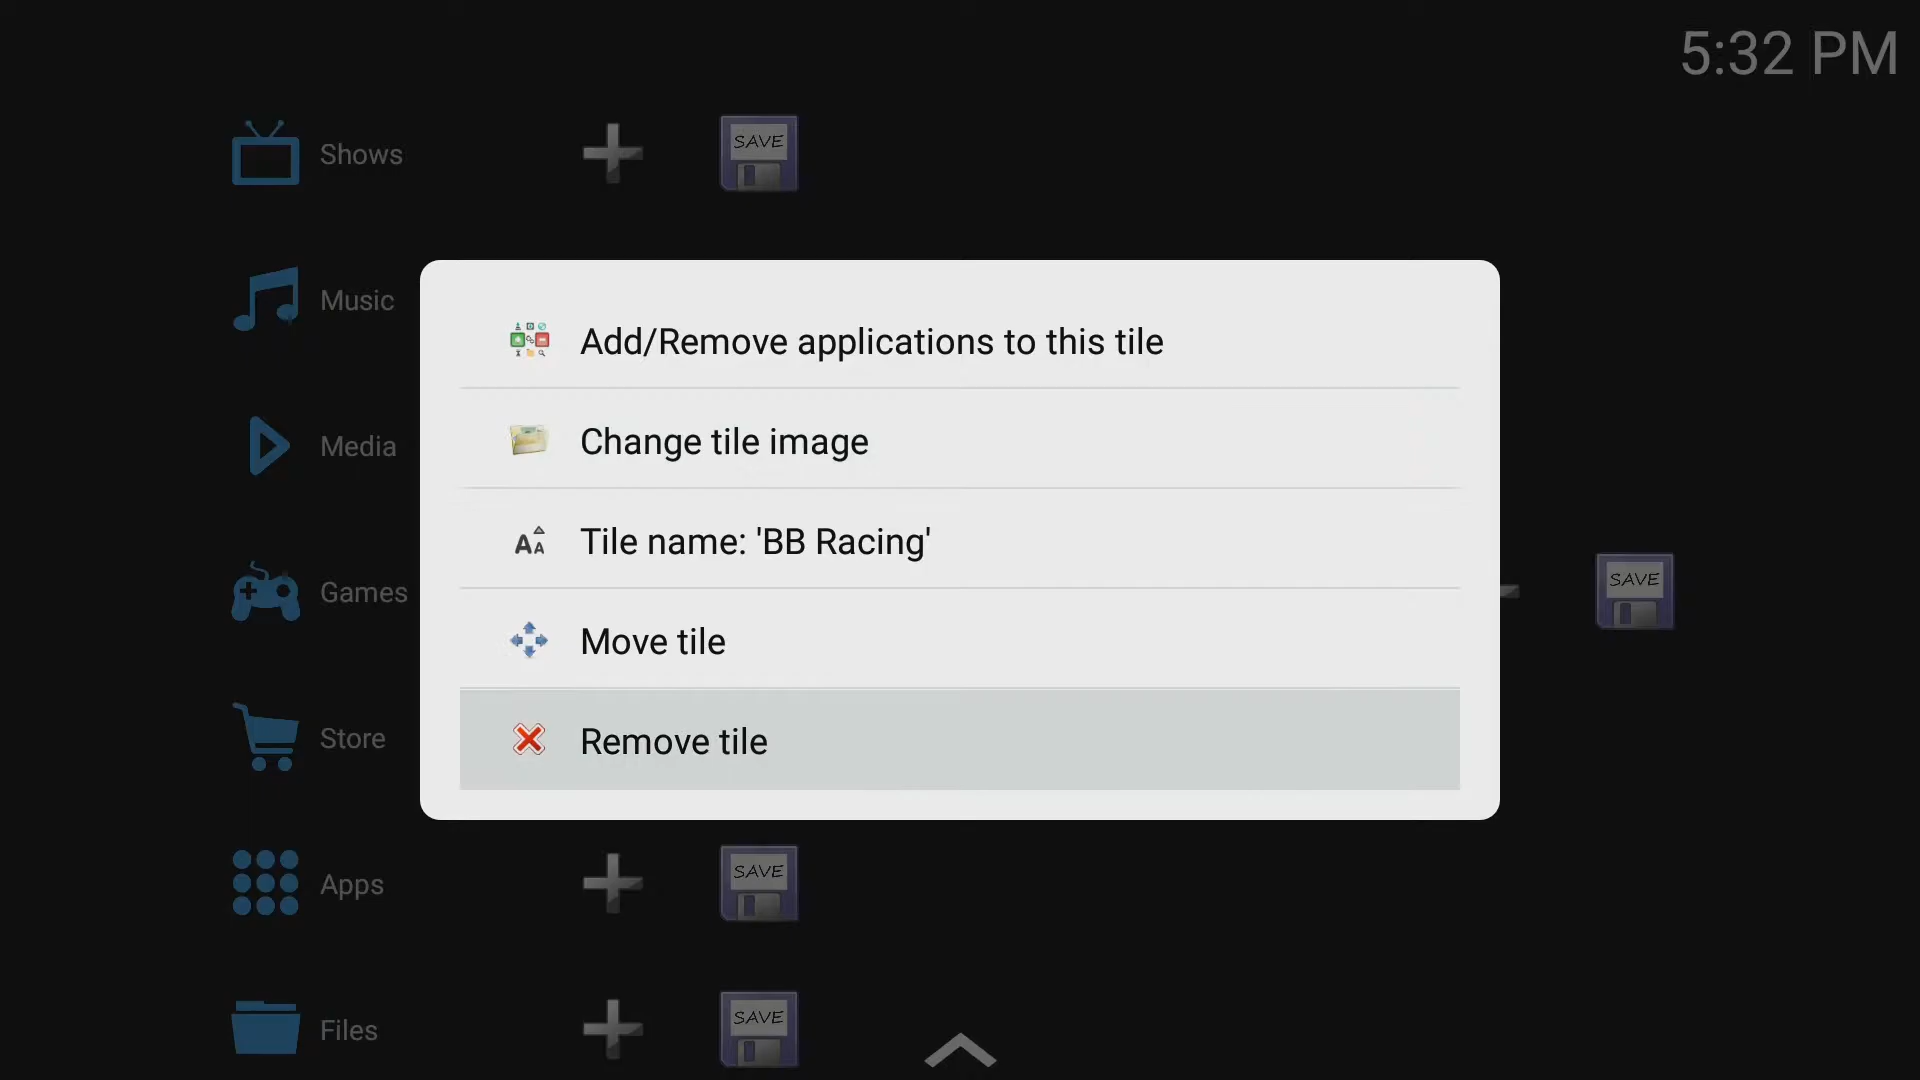 5:32 PM
Shows
SAVE
Music
Add/Remove applications to this tile
Media
Change tile image
Tile name: 'BB Racing'
Games
SAVE
Move tile
Store
Remove tile
Apps
SAVE
Files
SAVE